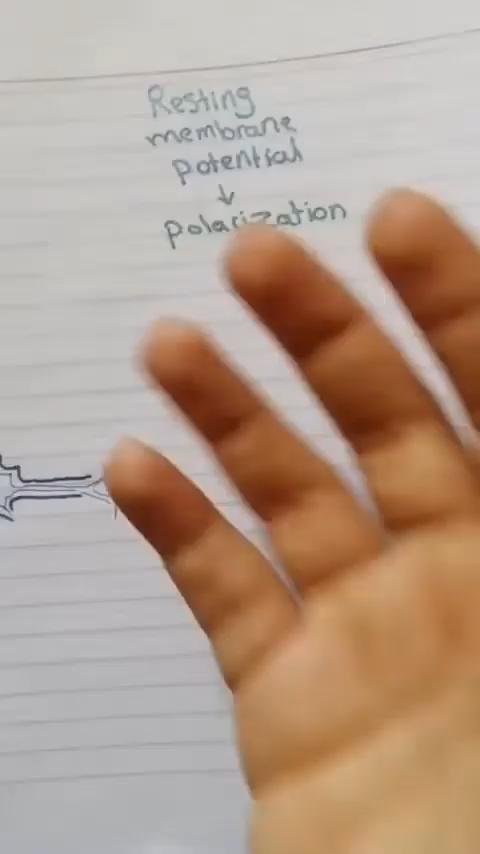 Resting
membrane
potential
↓
polarization